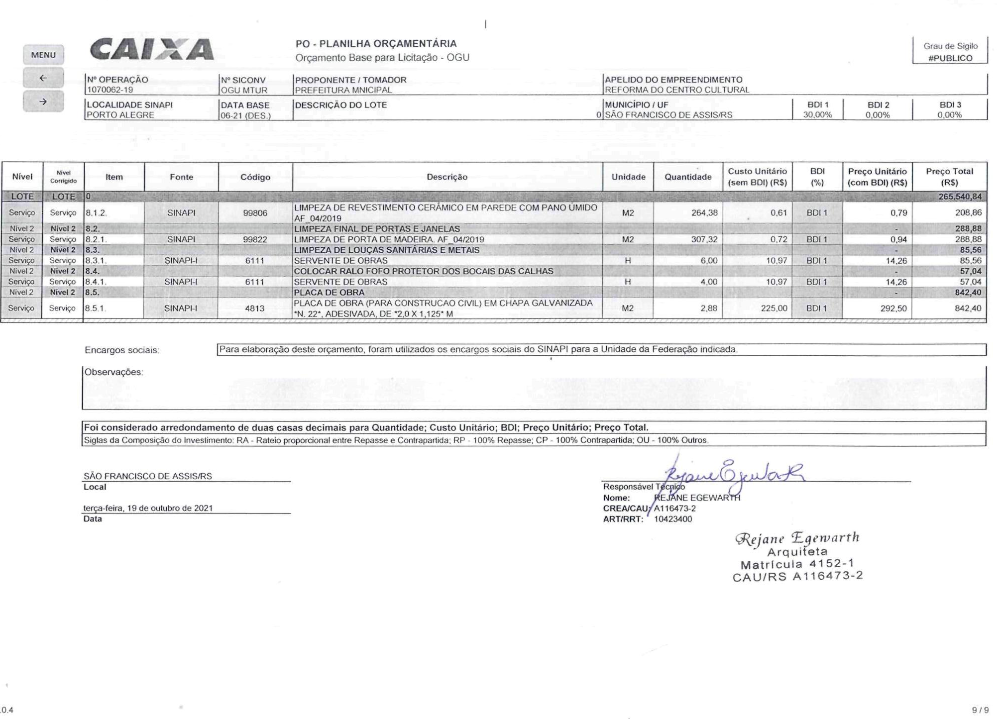 MENU
←
→
CAIXA
PO - PLANILHA ORÇAMENTÁRIA
Orçamento Base para Licitação - OGU
Grau de Sigilo
#PUBLICO
Nº OPERAÇÃO Nº SICONV PROPONENTE / TOMADOR APELIDO DO EMPREENDIMENTO
1070062-19 OGU MTUR PREFEITURA MNICIPAL REFORMA DO CENTRO CULTURAL
LOCALIDADE SINAPI DATA BASE DESCRIÇÃO DO LOTE MUNICÍPIO / UF BDI 1 BDI 2 BDI 3
PORTO ALEGRE 06-21 (DES.) 0 SÃO FRANCISCO DE ASSIS/RS 30,00% 0,00% 0,00%
Nível Nível Corrigido Item Fonte Código Descrição Unidade Quantidade Custo Unitário (sem BDI) (R$) BDI (%) Preço Unitário (com BDI) (R$) Preço Total (R$)
LOTE LOTE 0 265.540,84
Serviço Serviço 8.1.2. SINAPI 99806 LIMPEZA DE REVESTIMENTO CERÂMICO EM PAREDE COM PANO ÚMIDO M2 264,38 0,61 BDI 1 0,79 208,86
AF_04/2019
Nível 2 Nível 2 8.2. LIMPEZA FINAL DE PORTAS E JANELAS - 288,88
Serviço Serviço 8.2.1. SINAPI 99822 LIMPEZA DE PORTA DE MADEIRA. AF_04/2019 M2 307,32 0,72 BDI 1 0,94 288,88
Nível 2 Nível 2 8.3. LIMPEZA DE LOUÇAS SANITÁRIAS E METAIS - 85,56
Serviço Serviço 8.3.1. SINAPI-I 6111 SERVENTE DE OBRAS H 6,00 10,97 BDI 1 14,26 85,56
Nível 2 Nível 2 8.4. COLOCAR RALO FOFO PROTETOR DOS BOCAIS DAS CALHAS - 57,04
Serviço Serviço 8.4.1. SINAPI-I 6111 SERVENTE DE OBRAS H 4,00 10,97 BDI 1 14,26 57,04
Nível 2 Nível 2 8.5. PLACA DE OBRA - 842,40
Serviço Serviço 8.5.1. SINAPI-I 4813 PLACA DE OBRA (PARA CONSTRUCAO CIVIL) EM CHAPA GALVANIZADA M2 2,88 225,00 BDI 1 292,50 842,40
*N. 22*, ADESIVADA, DE *2,0 X 1,125* M
Encargos sociais: Para elaboração deste orçamento, foram utilizados os encargos sociais do SINAPI para a Unidade da Federação indicada.
Observações:
Foi considerado arredondamento de duas casas decimais para Quantidade; Custo Unitário; BDI; Preço Unitário; Preço Total.
Siglas da Composição do Investimento: RA - Rateio proporcional entre Repasse e Contrapartida; RP - 100% Repasse; CP - 100% Contrapartida; OU - 100% Outros.
Rejane Egewarth
SÃO FRANCISCO DE ASSIS/RS
Local
terça-feira, 19 de outubro de 2021
Data
Responsável Técnico
Nome: REJANE EGEWARTH
CREA/CAU: A116473-2
ART/RRT: 10423400
Rejane Egewarth
Arquiteta
Matrícula 4152-1
CAU/RS A116473-2
.0.4
9 / 9